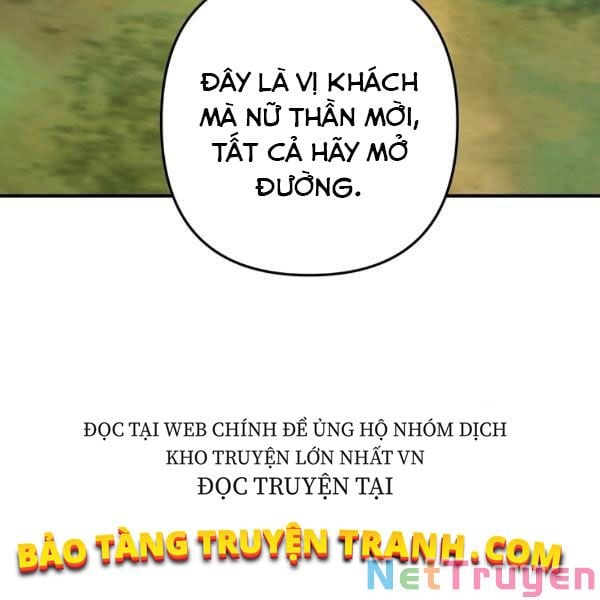 ĐÂY LÀ VỊ KHÁCH
MÀ NỮ THẦN MỜI,
TẤT CẢ HÃY MỞ
ĐƯỜNG.
ĐỌC TẠI WEB CHÍNH ĐỂ ỦNG HỘ NHÓM DỊCH
KHO TRUYỆN LỚN NHẤT VN
ĐỌC TRUYỆN TẠI
BẢO TÀNG TRUYỆN TRANH.COM
NetTruyen